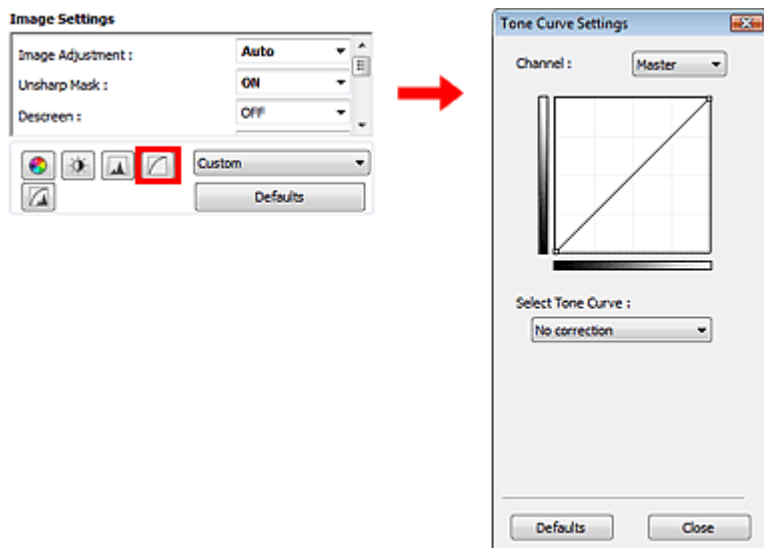 Image Settings
Image Adjustment : Auto
Unsharp Mask : ON
Descreen : OFF
Custom
Defaults
Tone Curve Settings
Channel : Master
Select Tone Curve :
No correction
Defaults Close